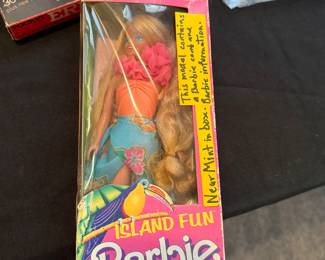 This model contains
a Barbie card and
Barbie information.
Near Mint in box.
ISLAND FUN
Barbie